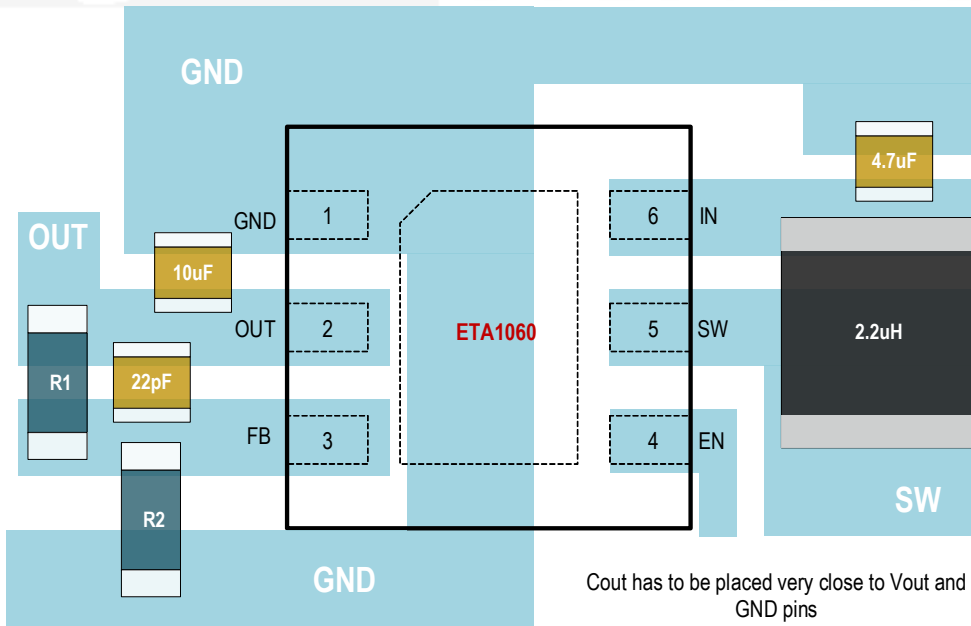 GND
4.7uF
GND
1
6
IN
OUT
10uF
OUT
2
ETA1060
5
SW
2.2uH
R1
22pF
FB
3
4
EN
R2
SW
GND
Cout has to be placed very close to Vout and
GND pins